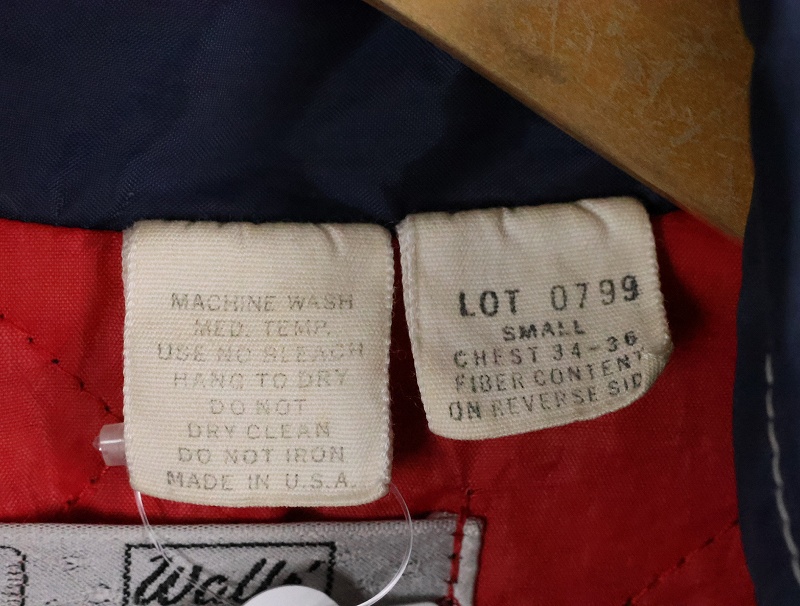 MACHINE WASH
MED. TEMP.
USE NO BLEACH
HANG TO DRY
DO NOT
DRY CLEAN
DO NOT IRON
MADE IN U.S.A.
LOT 0799
SMALL
CHEST 34-36
FIBER CONTENT
ON REVERSE SID
Walls